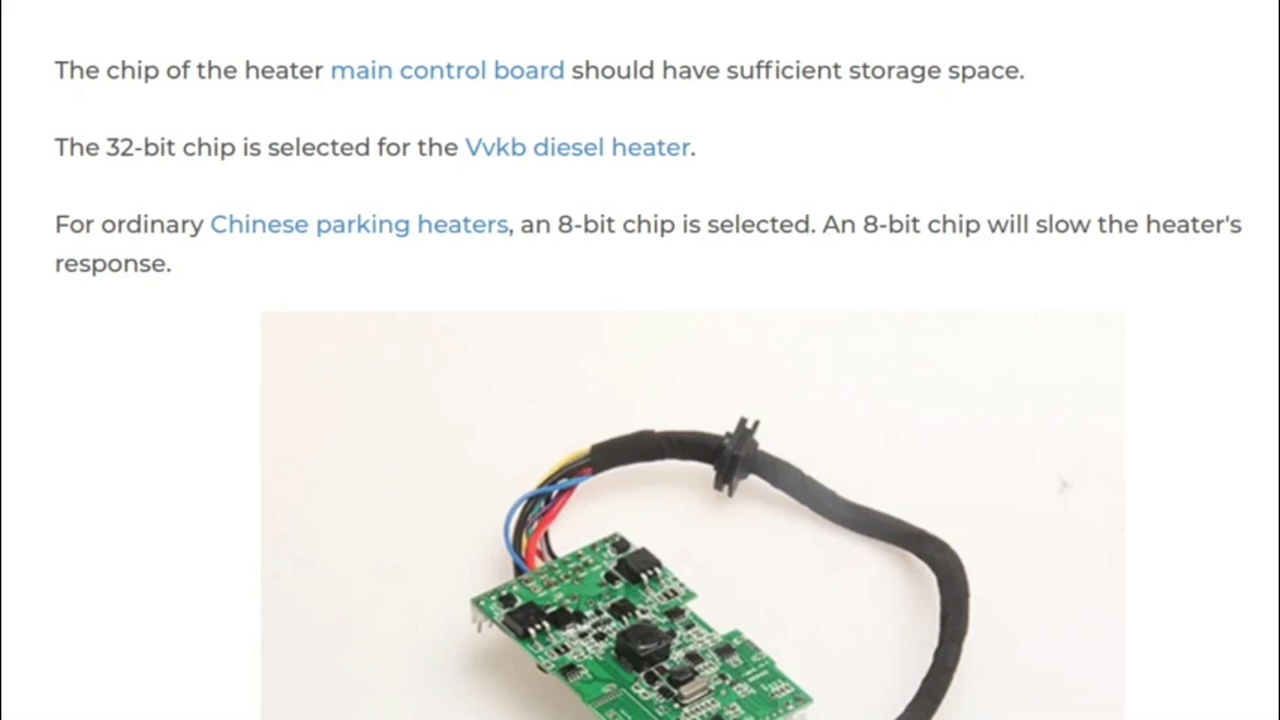 The chip of the heater main control board should have sufficient storage space.
The 32-bit chip is selected for the Vvkb diesel heater.
For ordinary Chinese parking heaters, an 8-bit chip is selected. An 8-bit chip will slow the heater's
response.